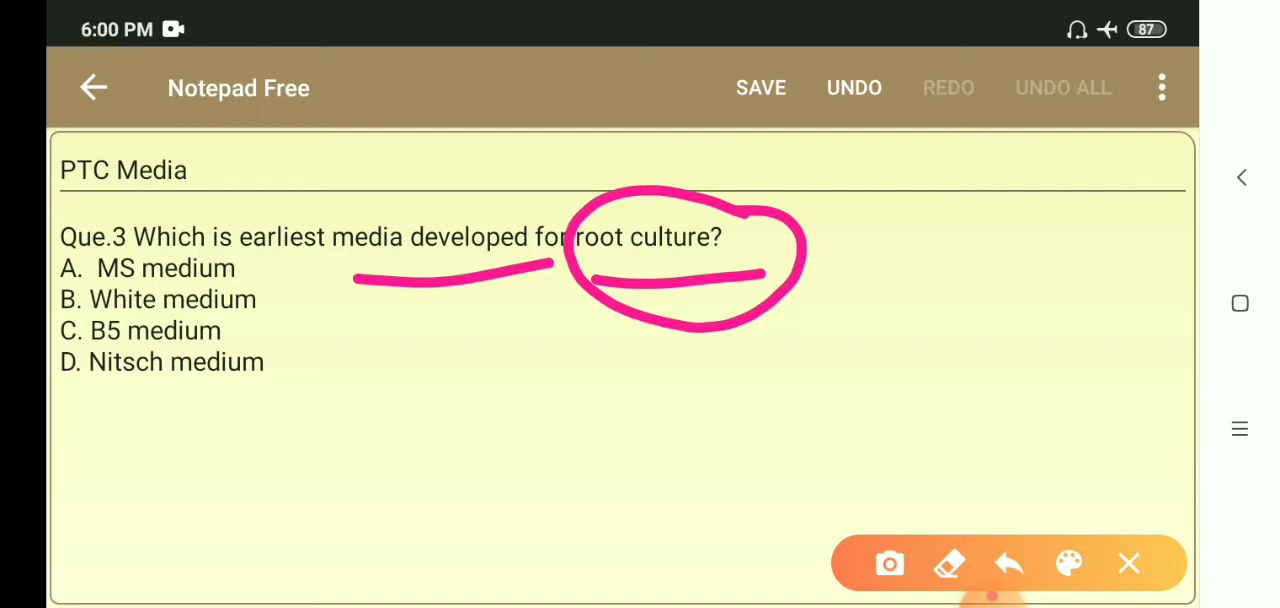 6:00 PM 87
Notepad Free SAVE UNDO REDO UNDO ALL
PTC Media
Que.3 Which is earliest media developed for root culture?
A. MS medium
B. White medium
C. B5 medium
D. Nitsch medium